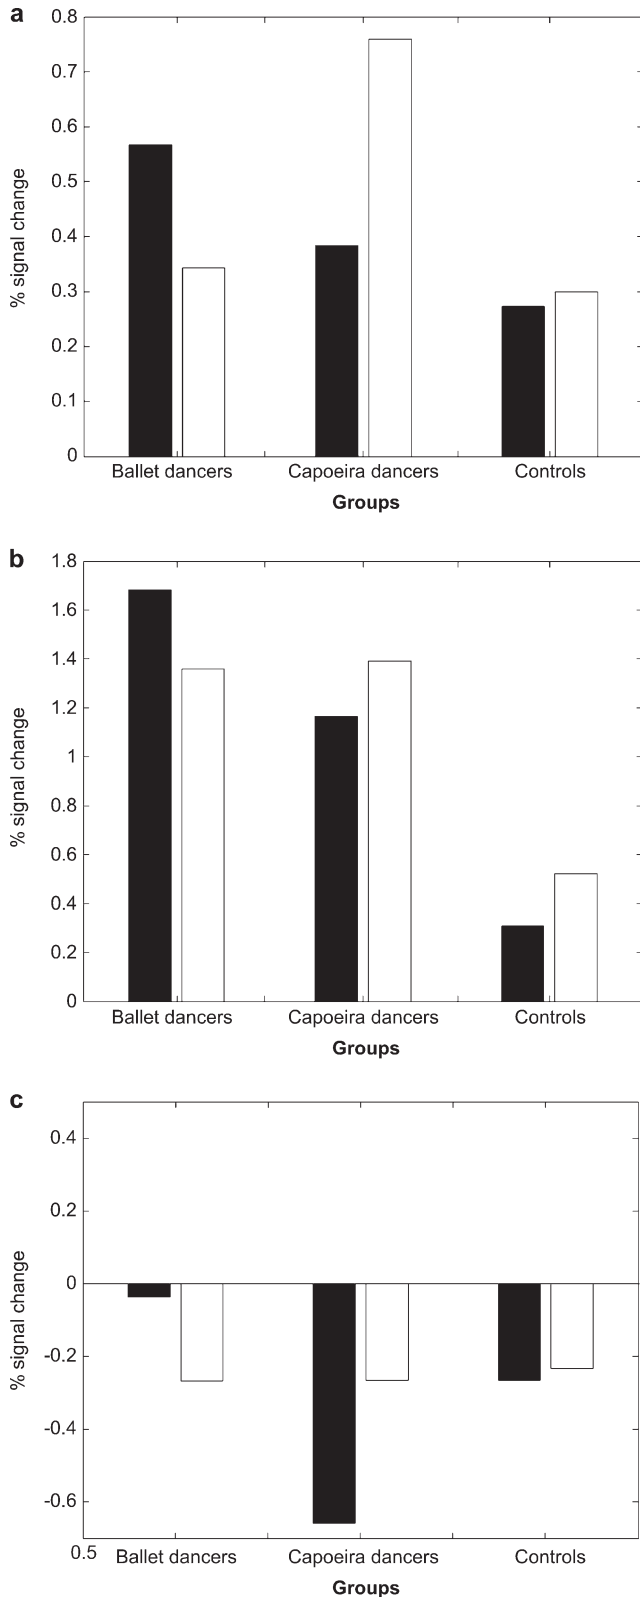 a
0.8
0.7
0.6
0.5
0.4
0.3
0.2
0.1
0
% signal change
Ballet dancers Capoeira dancers Controls
Groups
b
1.8
1.6
1.4
1.2
1
0.8
0.6
0.4
0.2
0
% signal change
Ballet dancers Capoeira dancers Controls
Groups
c
0.4
0.2
0
-0.2
-0.4
-0.6
0.5
% signal change
Ballet dancers Capoeira dancers Controls
Groups